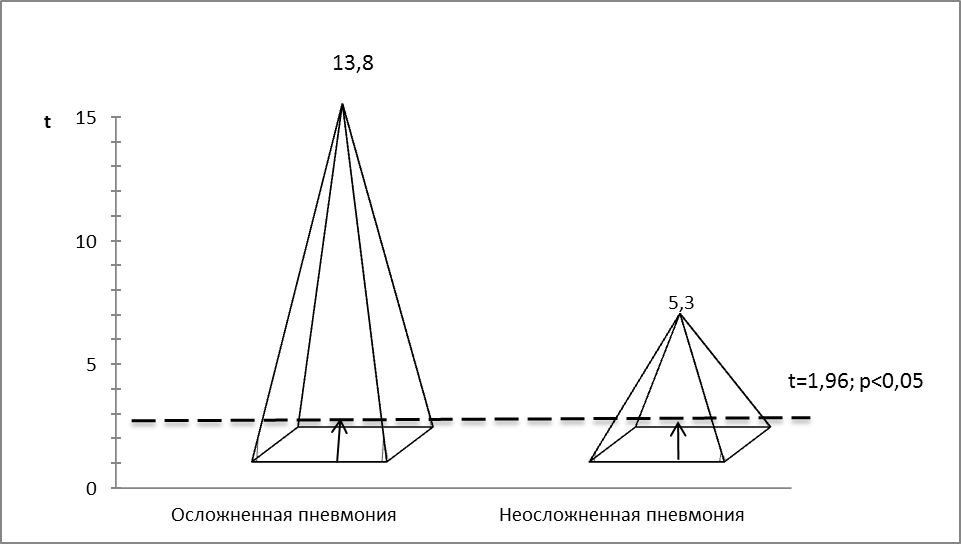 13,8
t
15
10
5,3
5
t=1,96; p<0,05
0
Осложненная пневмония
Неосложненная пневмония